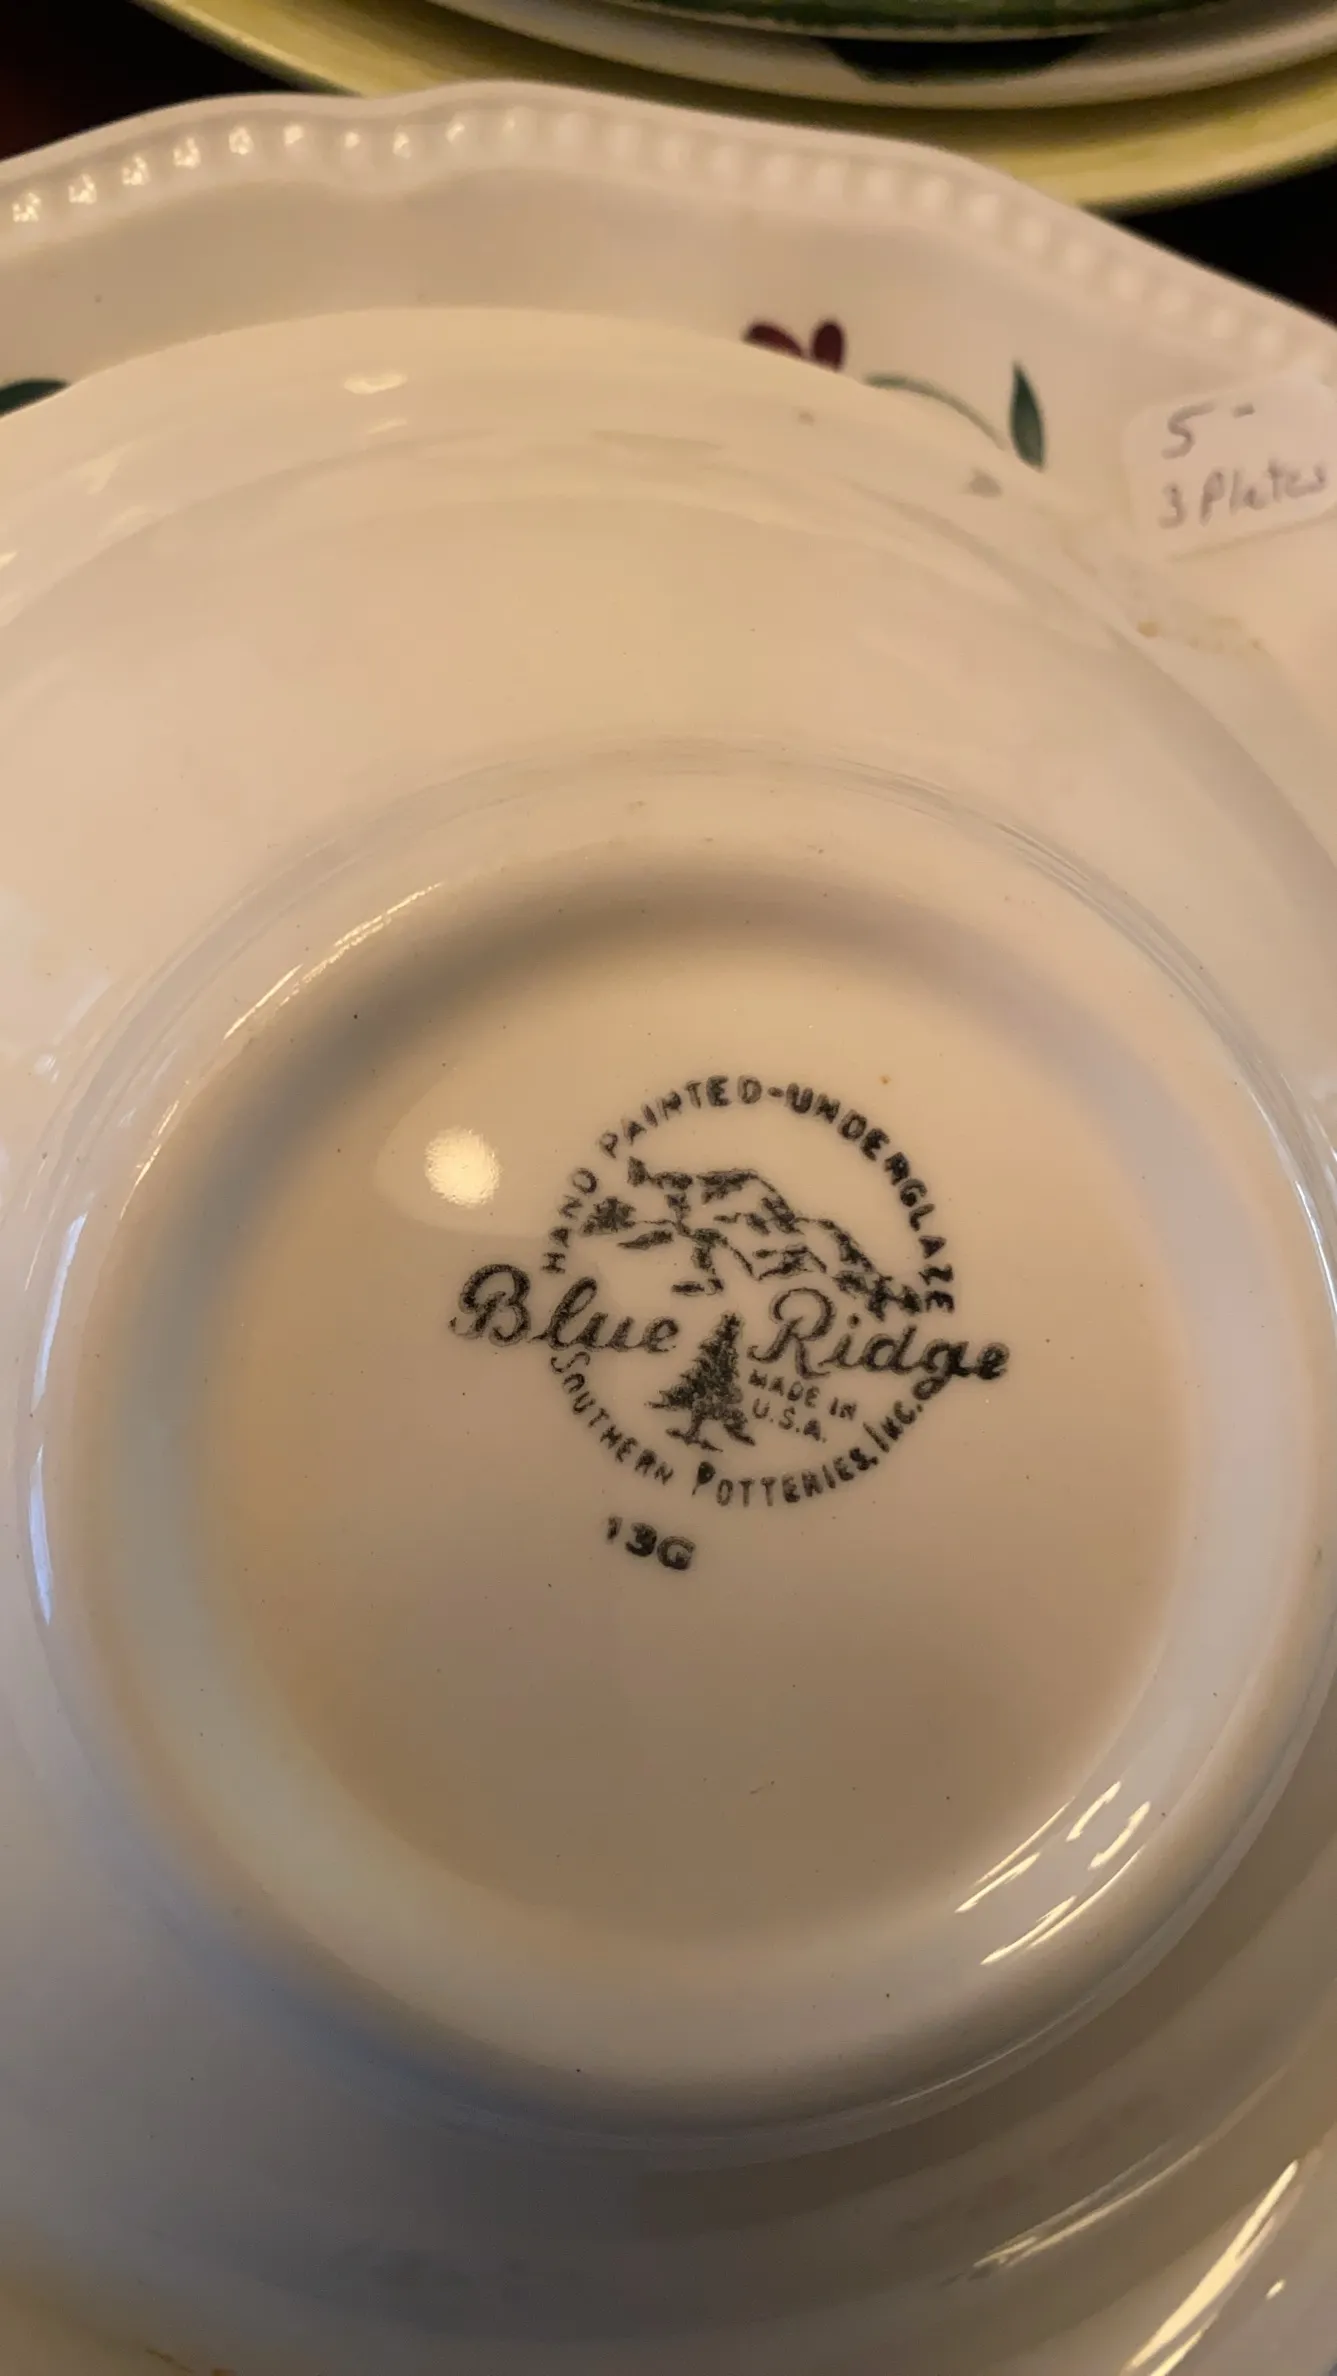 5-
3 Plates
HAND PAINTED-UNDERGLAZE
Blue Ridge
MADE IN
U.S.A.
SOUTHERN POTTERIES, INC.
13G